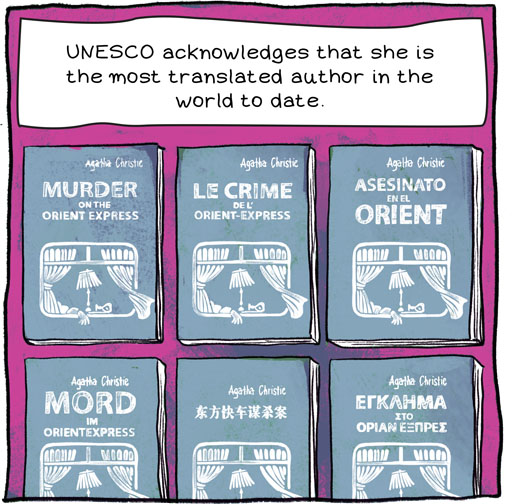 UNESCO acknowledges that she is
the most translated author in the
world to date.
Agatha Christie
MURDER
ON THE
ORIENT EXPRESS
Agatha Christie
LE CRIME
DE L'
ORIENT-EXPRESS
Agatha Christie
ASESINATO
EN EL
ORIENT
Agatha Christie
MORD
IM
ORIENTEXPRESS
Agatha Christie
东方快车谋杀案
Agatha Christie
ΕΓΚΛΗΜΑ
ΣΤΟ
ΟΡΙΑΝ ΕΞΠΡΕΣ